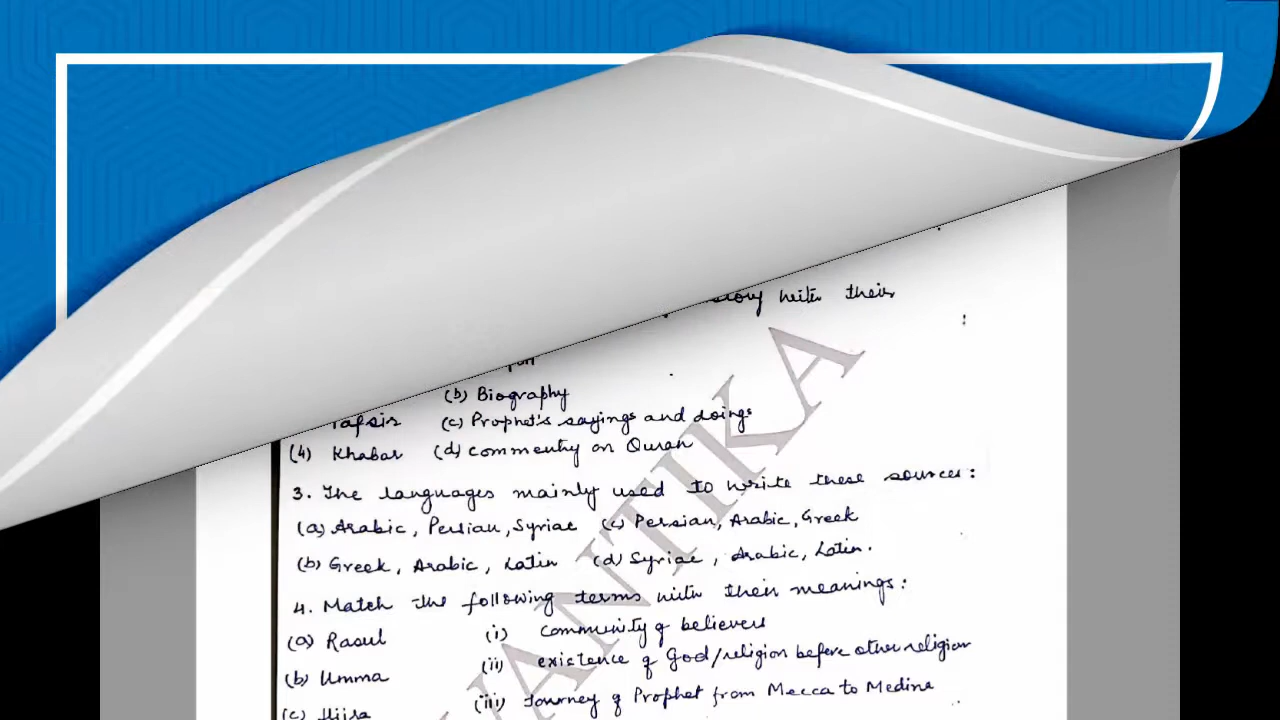 with their
:
(b) Biography
Tafsir (c) Prophet's sayings and doings
(4) Khabar (d) commenty on Quran
3. The languages mainly used to write these sources:
(a) Arabic, Persian, Syriac (c) Persian, Arabic, Greek
(b) Greek, Arabic, Latin (d) Syriac, Arabic, Latin.
4. Match the following terms with their meanings:
(a) Rasul (i) community of believers
(b) Umma (ii) existence of God/religion before other religion
(c) Hijra (iii) Journey of Prophet from Mecca to Medina
ANTIKA